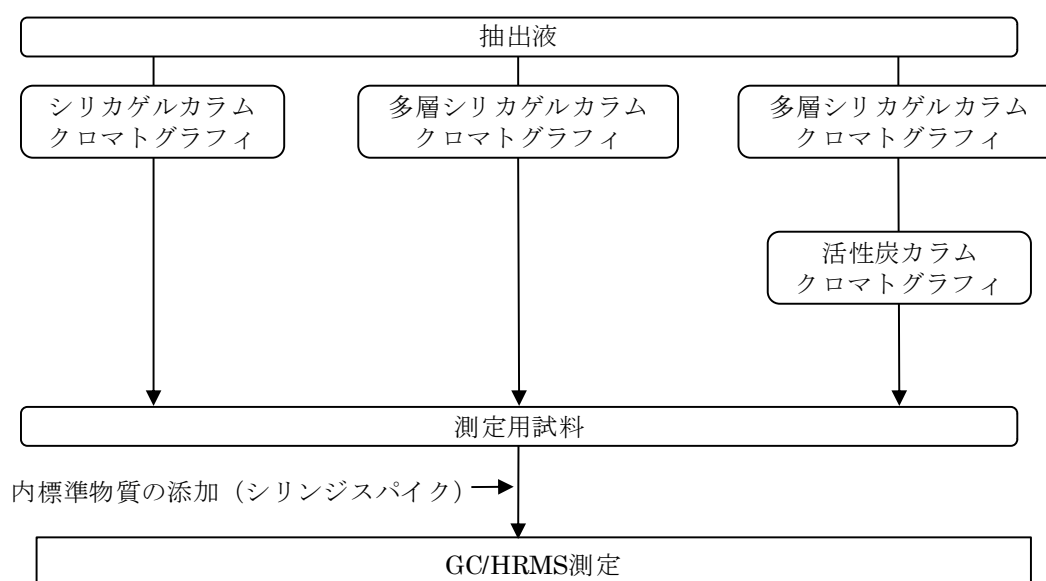 抽出液
シリカゲルカラム
クロマトグラフィ
多層シリカゲルカラム
クロマトグラフィ
多層シリカゲルカラム
クロマトグラフィ
活性炭カラム
クロマトグラフィ
測定用試料
内標準物質の添加（シリンジスパイク）
GC/HRMS測定